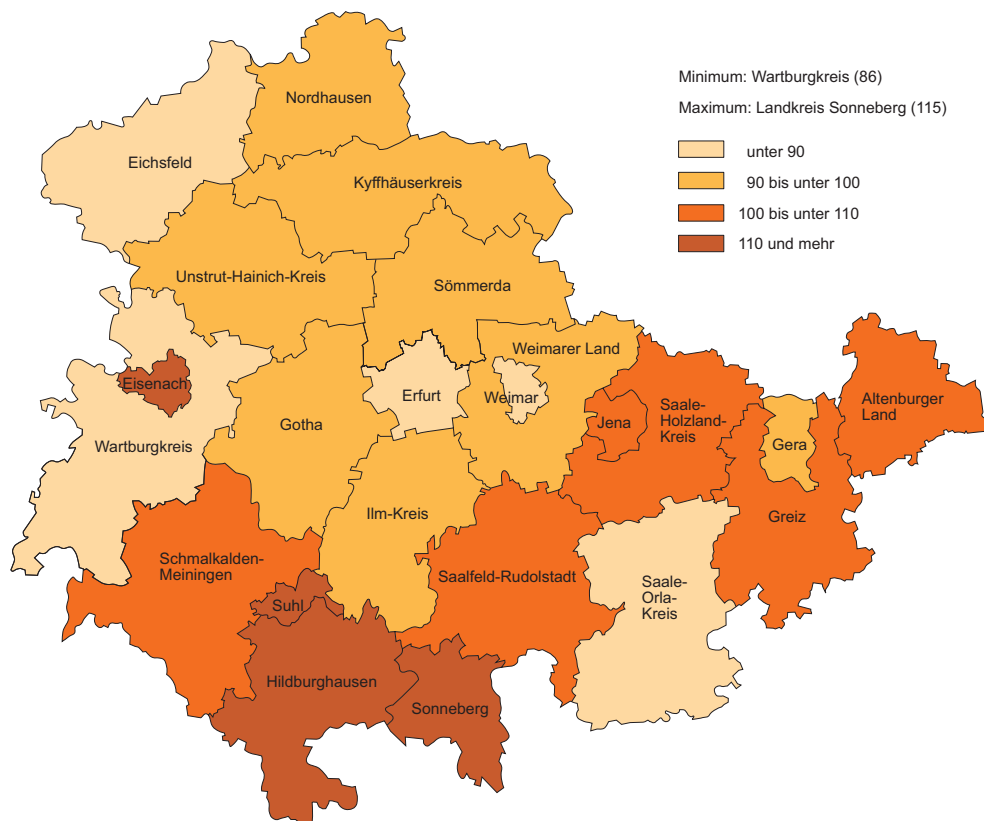 Minimum: Wartburgkreis (86)
Maximum: Landkreis Sonneberg (115)
unter 90
90 bis unter 100
100 bis unter 110
110 und mehr
Nordhausen
Eichsfeld
Kyffhäuserkreis
Unstrut-Hainich-Kreis
Sömmerda
Weimarer Land
Eisenach
Erfurt
Weimar
Altenburger
Land
Saale-
Holzland-
Kreis
Jena
Gotha
Wartburgkreis
Gera
Ilm-Kreis
Greiz
Schmalkalden-
Meiningen
Saalfeld-Rudolstadt
Saale-
Orla-
Kreis
Suhl
Hildburghausen
Sonneberg